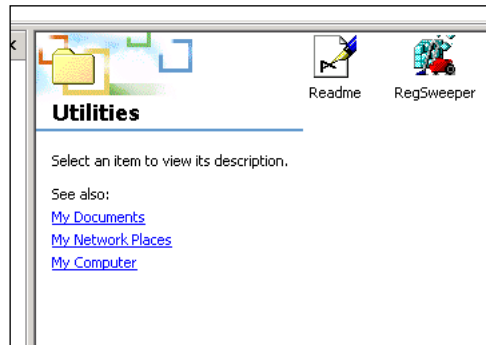 Utilities
Select an item to view its description.
See also:
My Documents
My Network Places
My Computer
Readme
RegSweeper